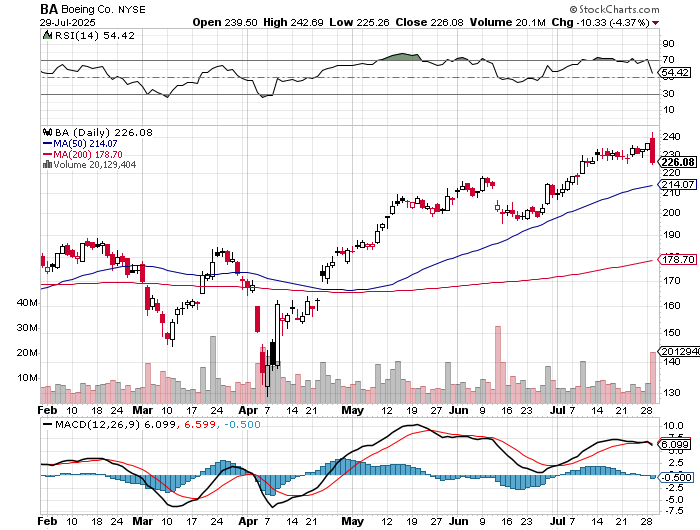 BA Boeing Co. NYSE © StockCharts.com
29-Jul-2025 Open 239.50 High 242.69 Low 225.26 Close 226.08 Volume 20.1M Chg -10.33 (-4.37%)
RSI(14) 54.42
90
70
54.42
30
10
BA (Daily) 226.08
MA(50) 214.07
MA(200) 178.70
Volume 20,129,404
240
230
226.08
220
214.07
210
200
190
180
178.70
170
160
150
140
130
40M
30M
20M
10M
2012940
Feb 10 18 24 Mar 10 17 24 Apr 7 14 21 May 12 19 27 Jun 9 16 23 Jul 7 14 21 28
MACD(12,26,9) 6.099, 6.599, -0.500
10.0
7.5
6.099
5.0
2.5
-0.500
-2.5
-5.0
-7.5
Feb 10 18 24 Mar 10 17 24 Apr 7 14 21 May 12 19 27 Jun 9 16 23 Jul 7 14 21 28